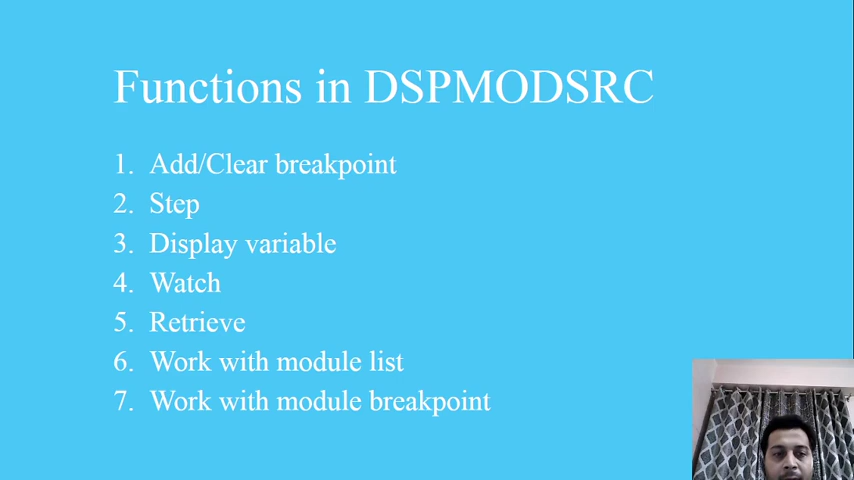 Functions in DSPMODSRC
1. Add/Clear breakpoint
2. Step
3. Display variable
4. Watch
5. Retrieve
6. Work with module list
7. Work with module breakpoint